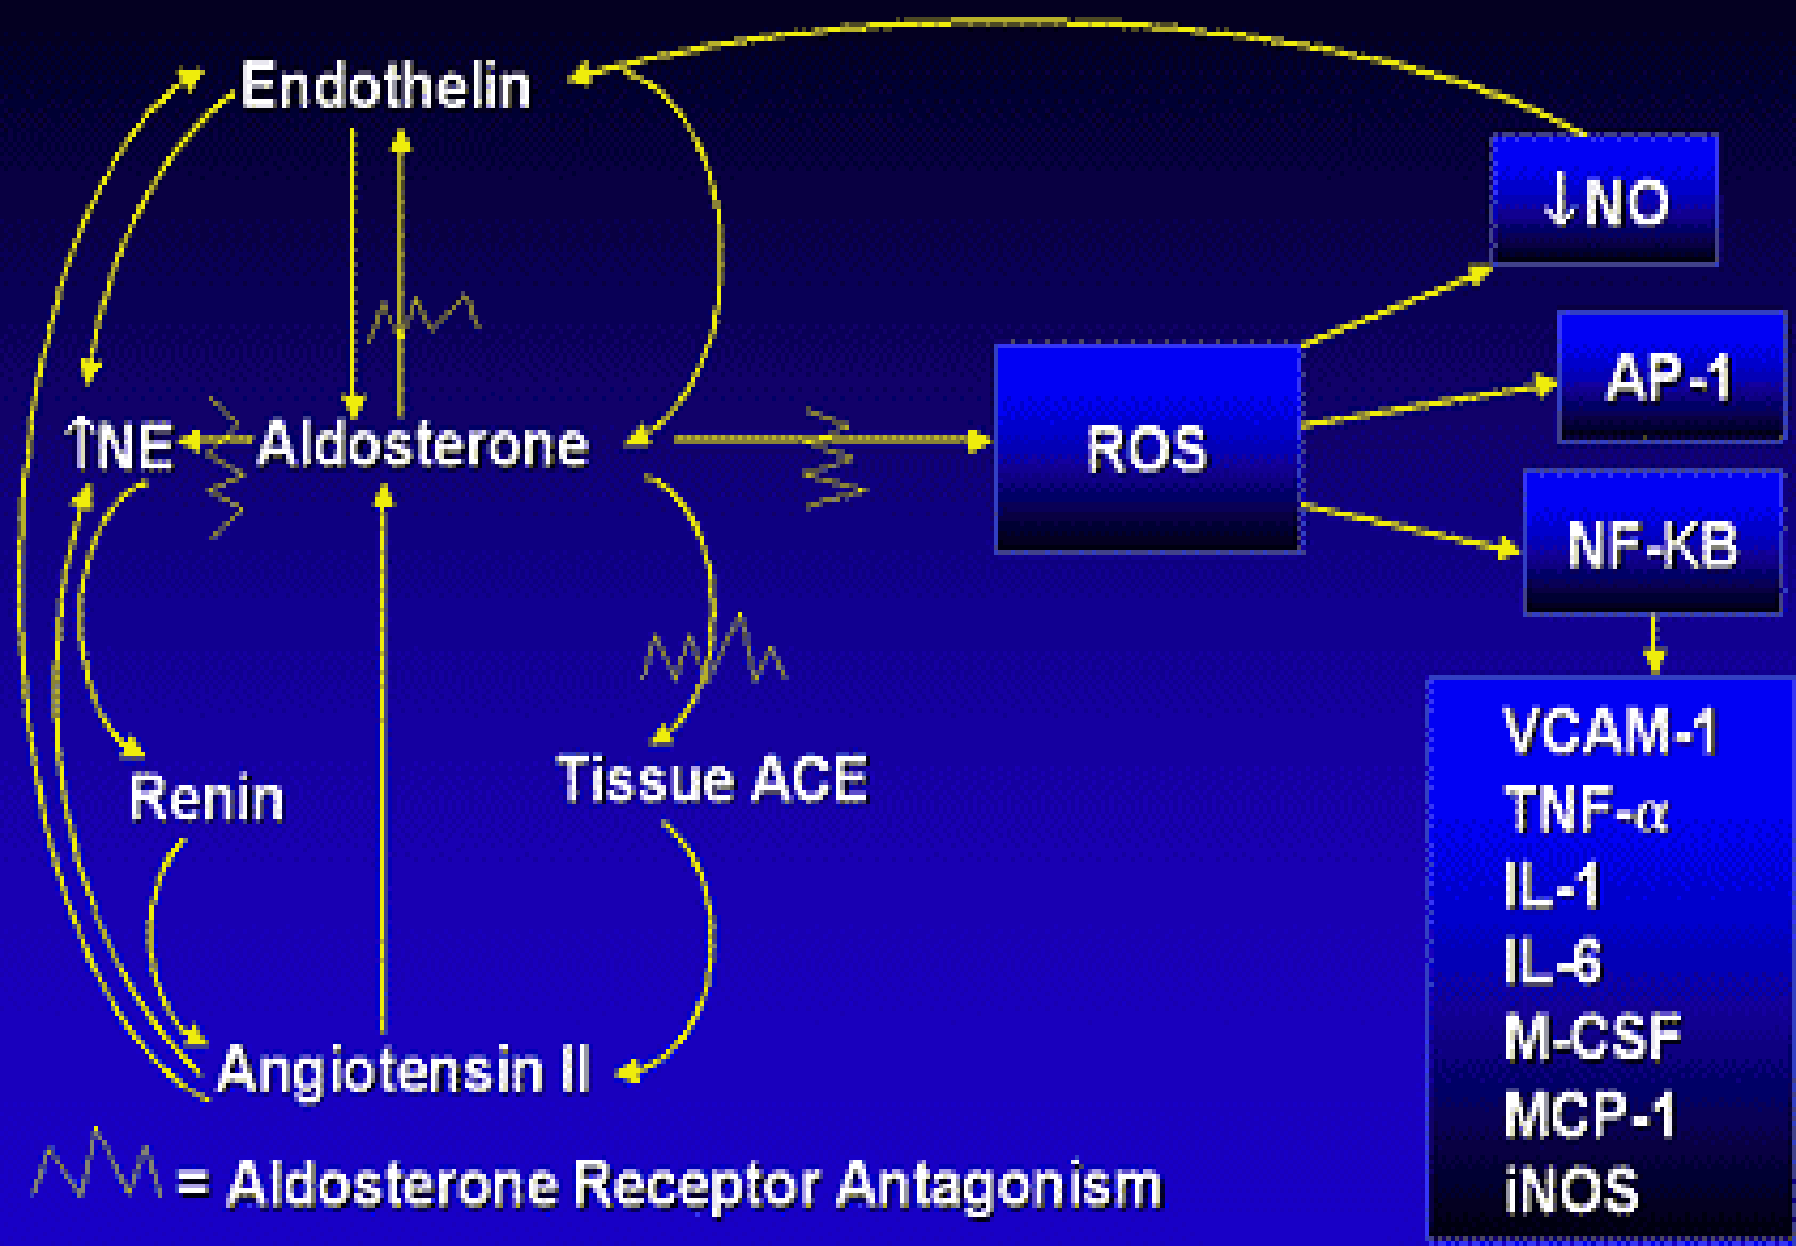 Endothelin
↓NO
AP-1
↑NE
Aldosterone
ROS
NF-KB
VCAM-1
TNF-α
IL-1
IL-6
M-CSF
MCP-1
iNOS
Renin
Tissue ACE
Angiotensin II
= Aldosterone Receptor Antagonism